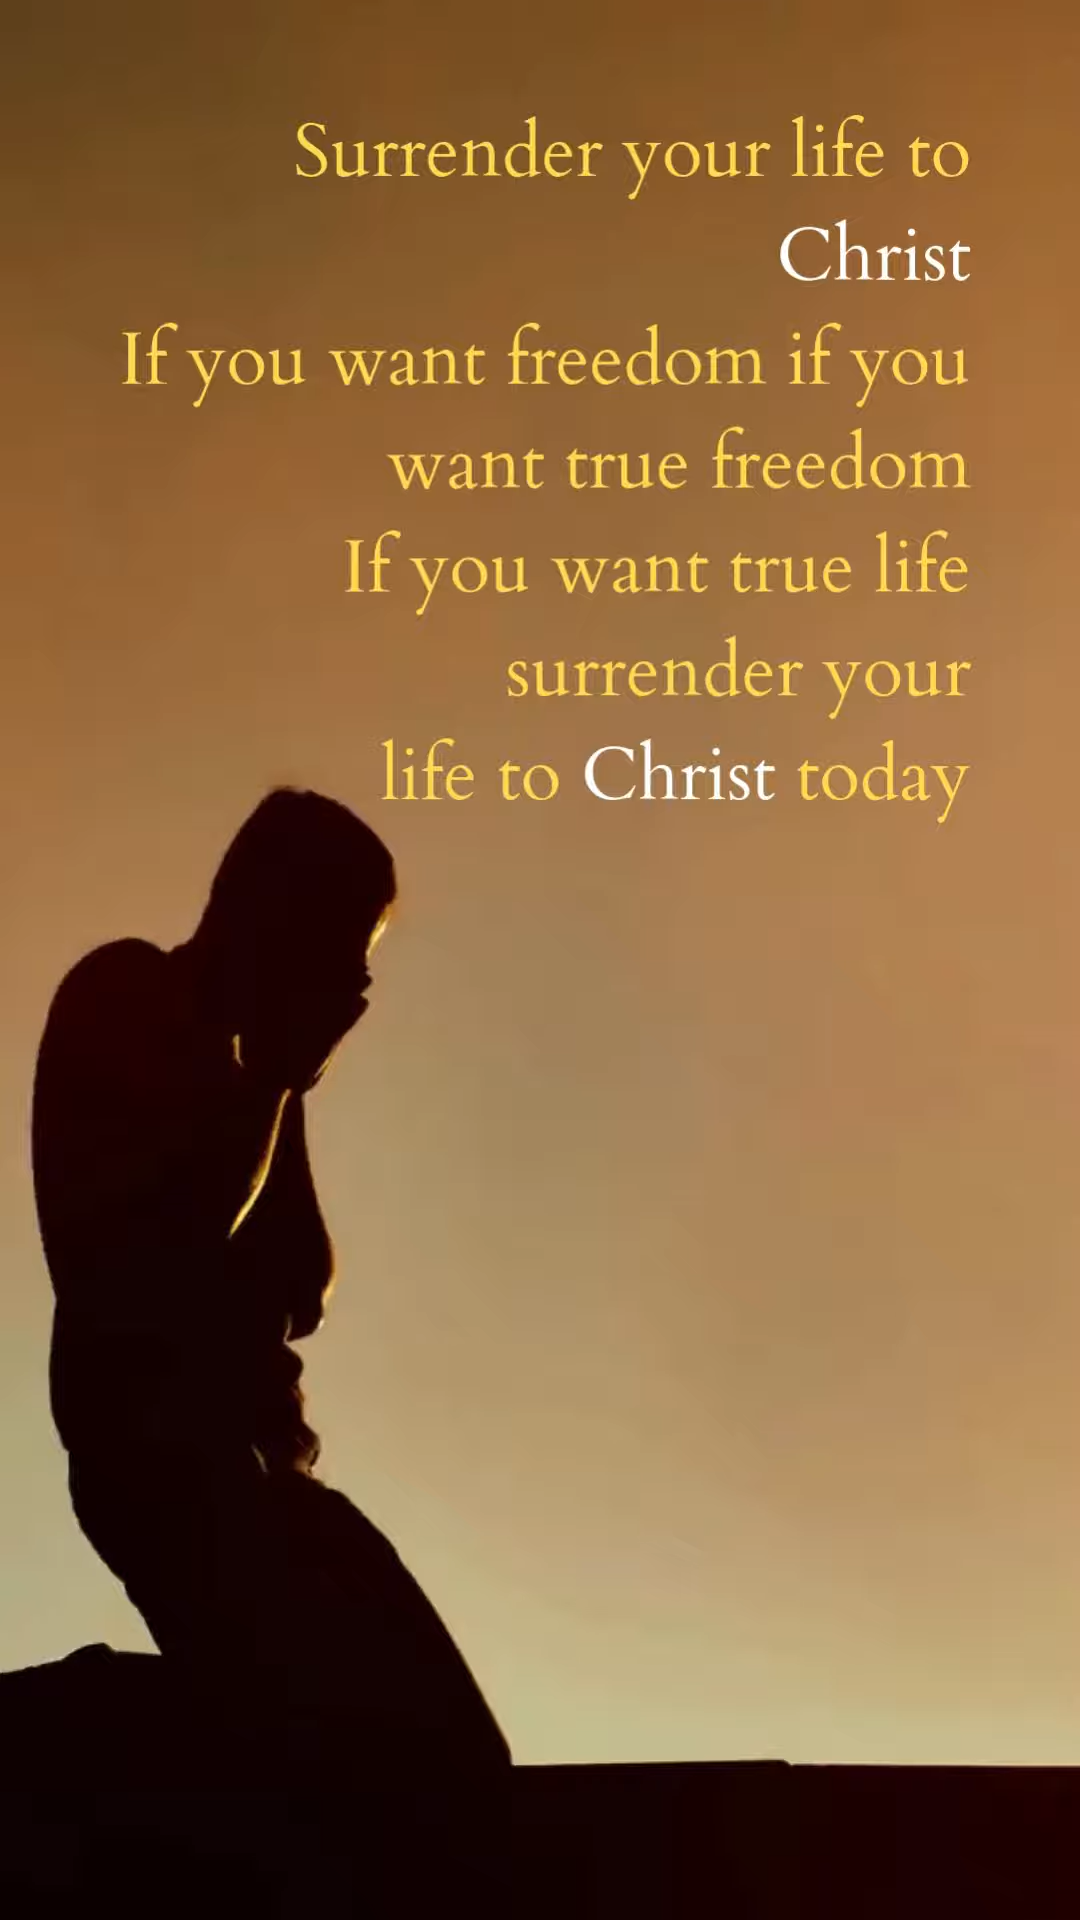 Surrender your life to
Christ
If you want freedom if you
want true freedom
If you want true life
surrender your
life to Christ today